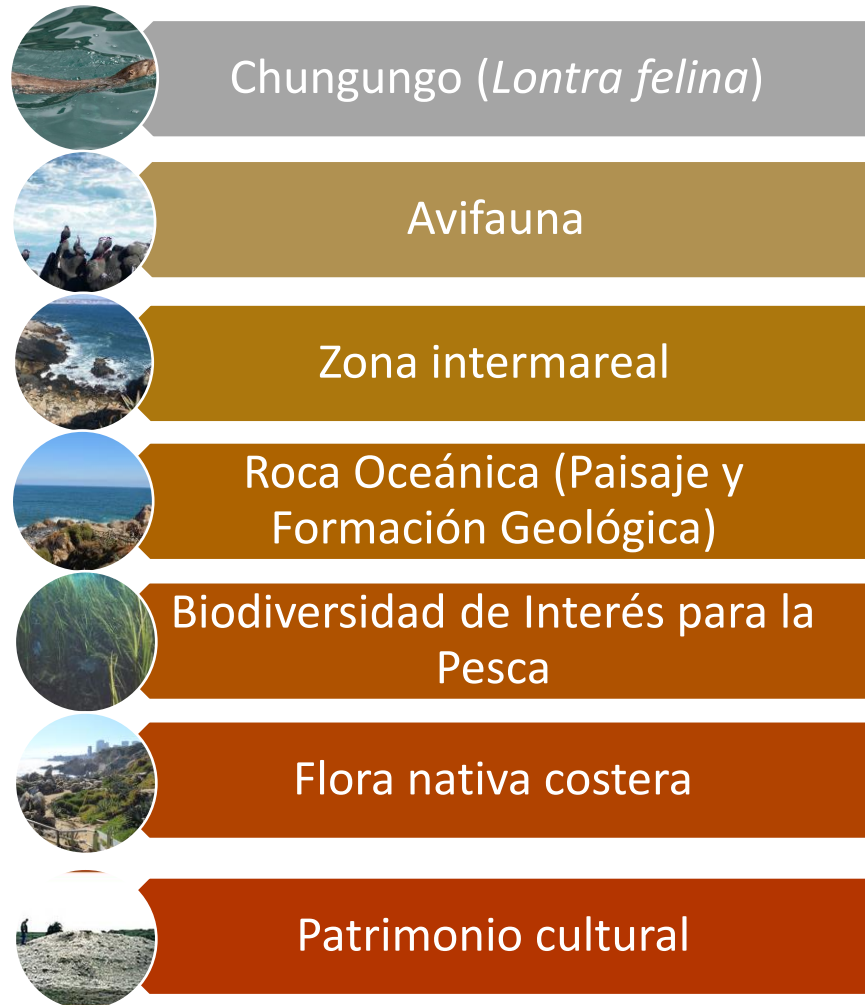 Chungungo (Lontra felina)
Avifauna
Zona intermareal
Roca Oceánica (Paisaje y
Formación Geológica)
Biodiversidad de Interés para la
Pesca
Flora nativa costera
Patrimonio cultural